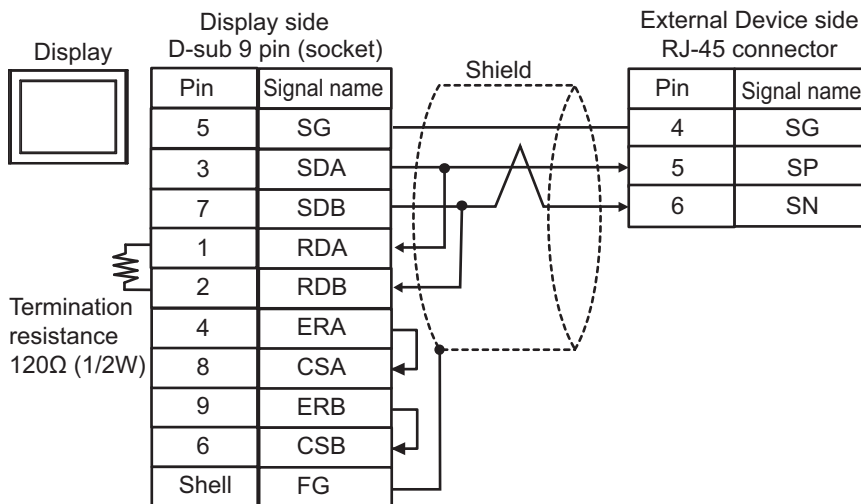 Display side
D-sub 9 pin (socket)
External Device side
RJ-45 connector
Display
Shield
Pin Signal name
5 SG
3 SDA
7 SDB
1 RDA
2 RDB
4 ERA
8 CSA
9 ERB
6 CSB
Shell FG
Pin Signal name
4 SG
5 SP
6 SN
Termination
resistance
120Ω (1/2W)